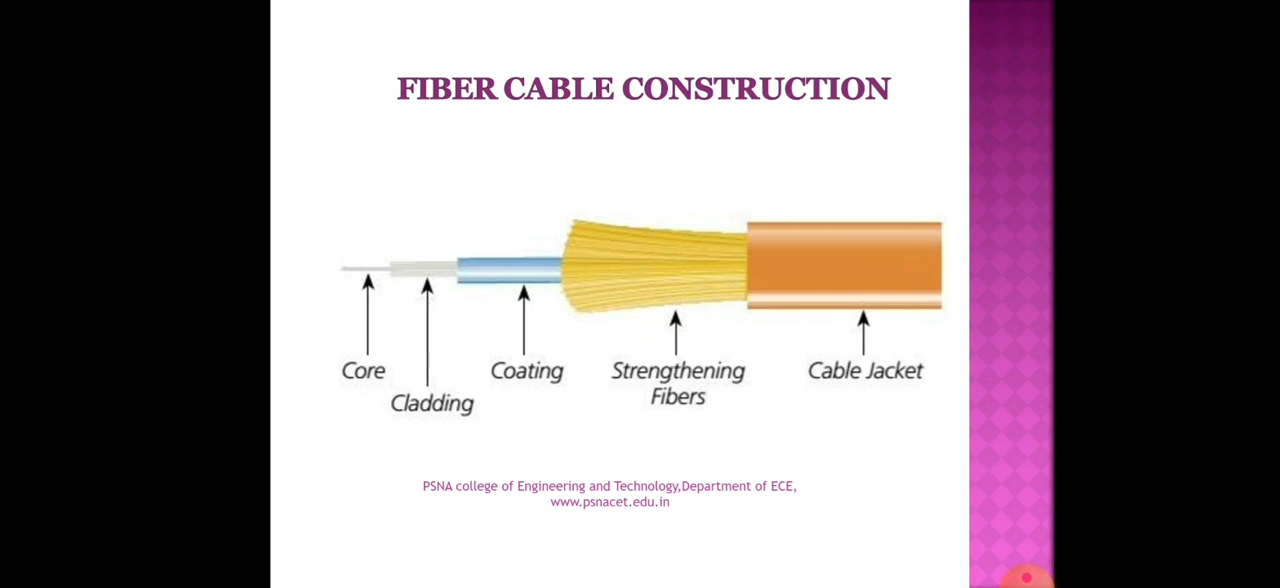 FIBER CABLE CONSTRUCTION
Core
Cladding
Coating
Strengthening
Fibers
Cable Jacket
PSNA college of Engineering and Technology,Department of ECE,
www.psnacet.edu.in